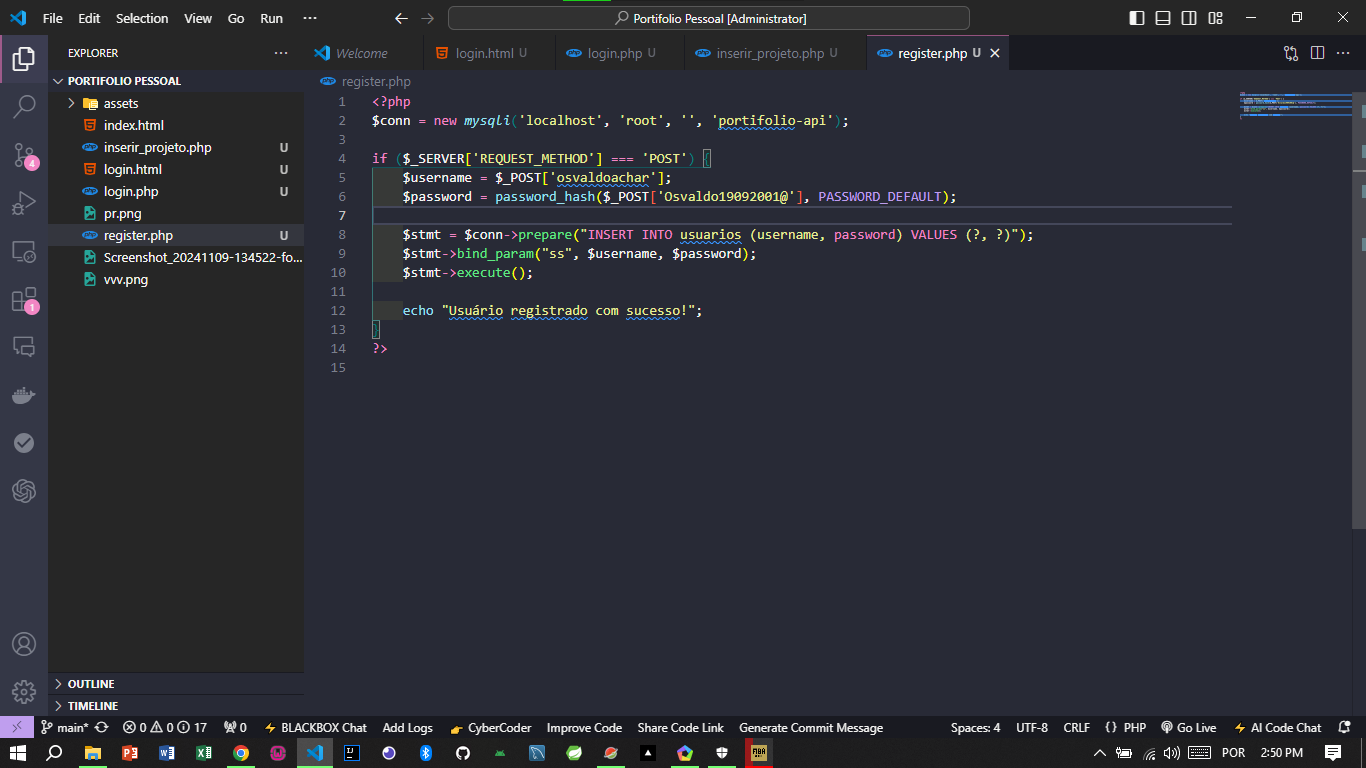 File Edit Selection View Go Run ··· Portifolio Pessoal [Administrator]
EXPLORER ···
PORTIFOLIO PESSOAL
assets
index.html
inserir_projeto.php U
login.html U
login.php U
pr.png
register.php U
Screenshot_20241109-134522-fo...
vvv.png
OUTLINE
TIMELINE
Welcome login.html U login.php U inserir_projeto.php U register.php U
register.php
1 <?php
2 $conn = new mysqli('localhost', 'root', '', 'portifolio-api');
3
4 if ($_SERVER['REQUEST_METHOD'] === 'POST') {
5 $username = $_POST['osvaldoachar'];
6 $password = password_hash($_POST['Osvaldo19092001@'], PASSWORD_DEFAULT);
7
8 $stmt = $conn->prepare("INSERT INTO usuarios (username, password) VALUES (?, ?)");
9 $stmt->bind_param("ss", $username, $password);
10 $stmt->execute();
11
12 echo "Usuário registrado com sucesso!";
13 }
14 ?>
15
4
1
main* 0 0 17 0 BLACKBOX Chat Add Logs CyberCoder Improve Code Share Code Link Generate Commit Message Spaces: 4 UTF-8 CRLF {} PHP Go Live AI Code Chat
POR 2:50 PM